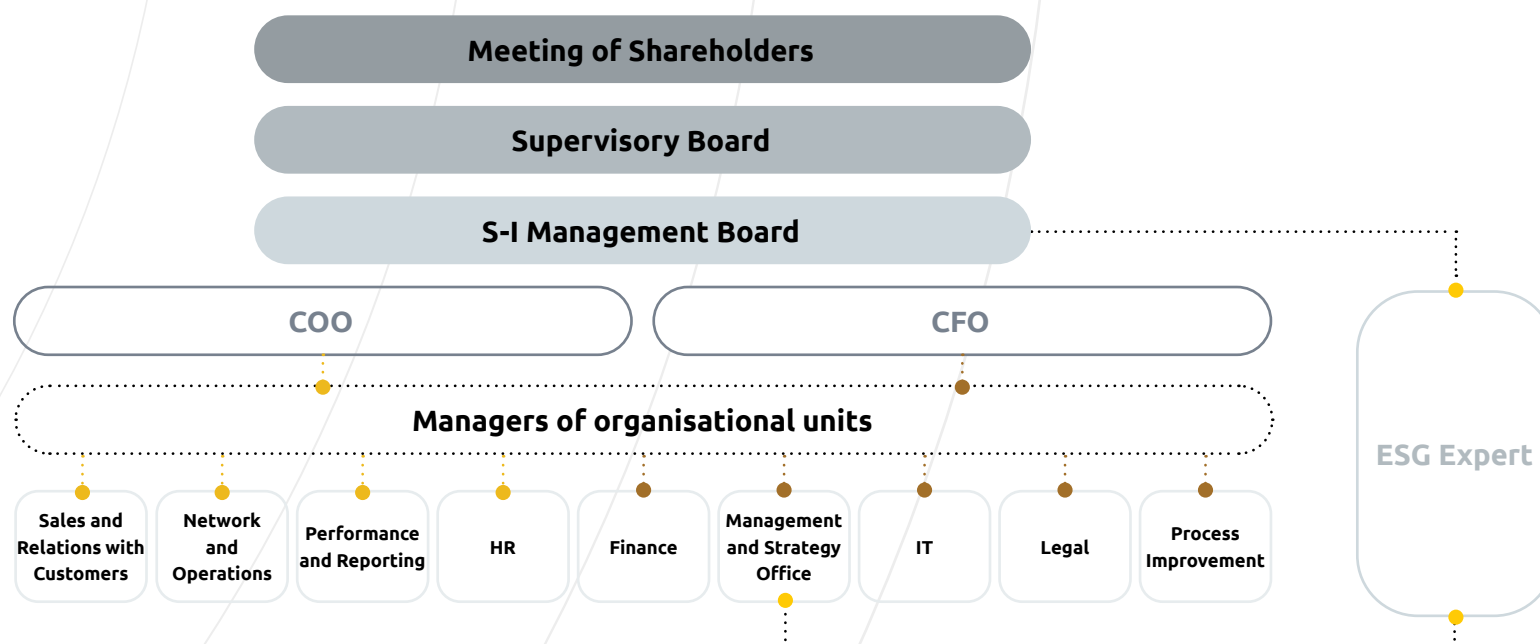 Meeting of Shareholders
Supervisory Board
S-I Management Board
COO
CFO
Managers of organisational units
ESG Expert
Sales and
Relations with
Customers
Network
and
Operations
Performance
and Reporting
HR
Finance
Management
and Strategy
Office
IT
Legal
Process
Improvement